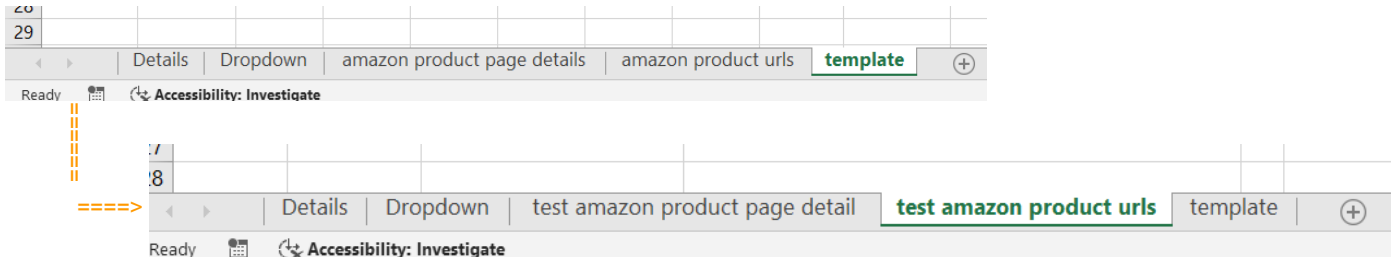 28
29
Details Dropdown amazon product page details amazon product urls template
Ready Accessibility: Investigate
====>
28
Details Dropdown test amazon product page detail test amazon product urls template
Ready Accessibility: Investigate